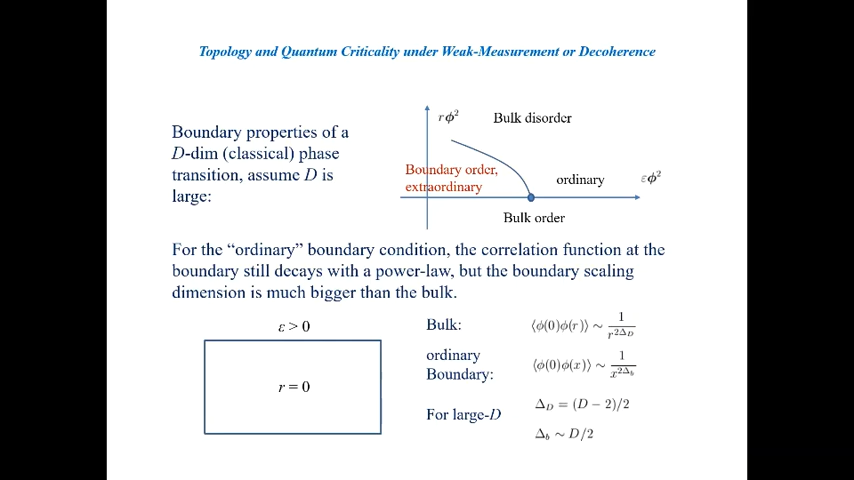 Topology and Quantum Criticality under Weak-Measurement or Decoherence
Boundary properties of a
D-dim (classical) phase
transition, assume D is
large:
rϕ²
Bulk disorder
Boundary order,
extraordinary
ordinary
εϕ²
Bulk order
For the “ordinary” boundary condition, the correlation function at the
boundary still decays with a power-law, but the boundary scaling
dimension is much bigger than the bulk.
ε > 0
r = 0
Bulk:
⟨ϕ(0)ϕ(r)⟩ ∼ 1/r^{2Δ_D}
ordinary
Boundary:
⟨ϕ(0)ϕ(x)⟩ ∼ 1/x^{2Δ_b}
For large-D
Δ_D = (D − 2)/2
Δ_b ∼ D/2